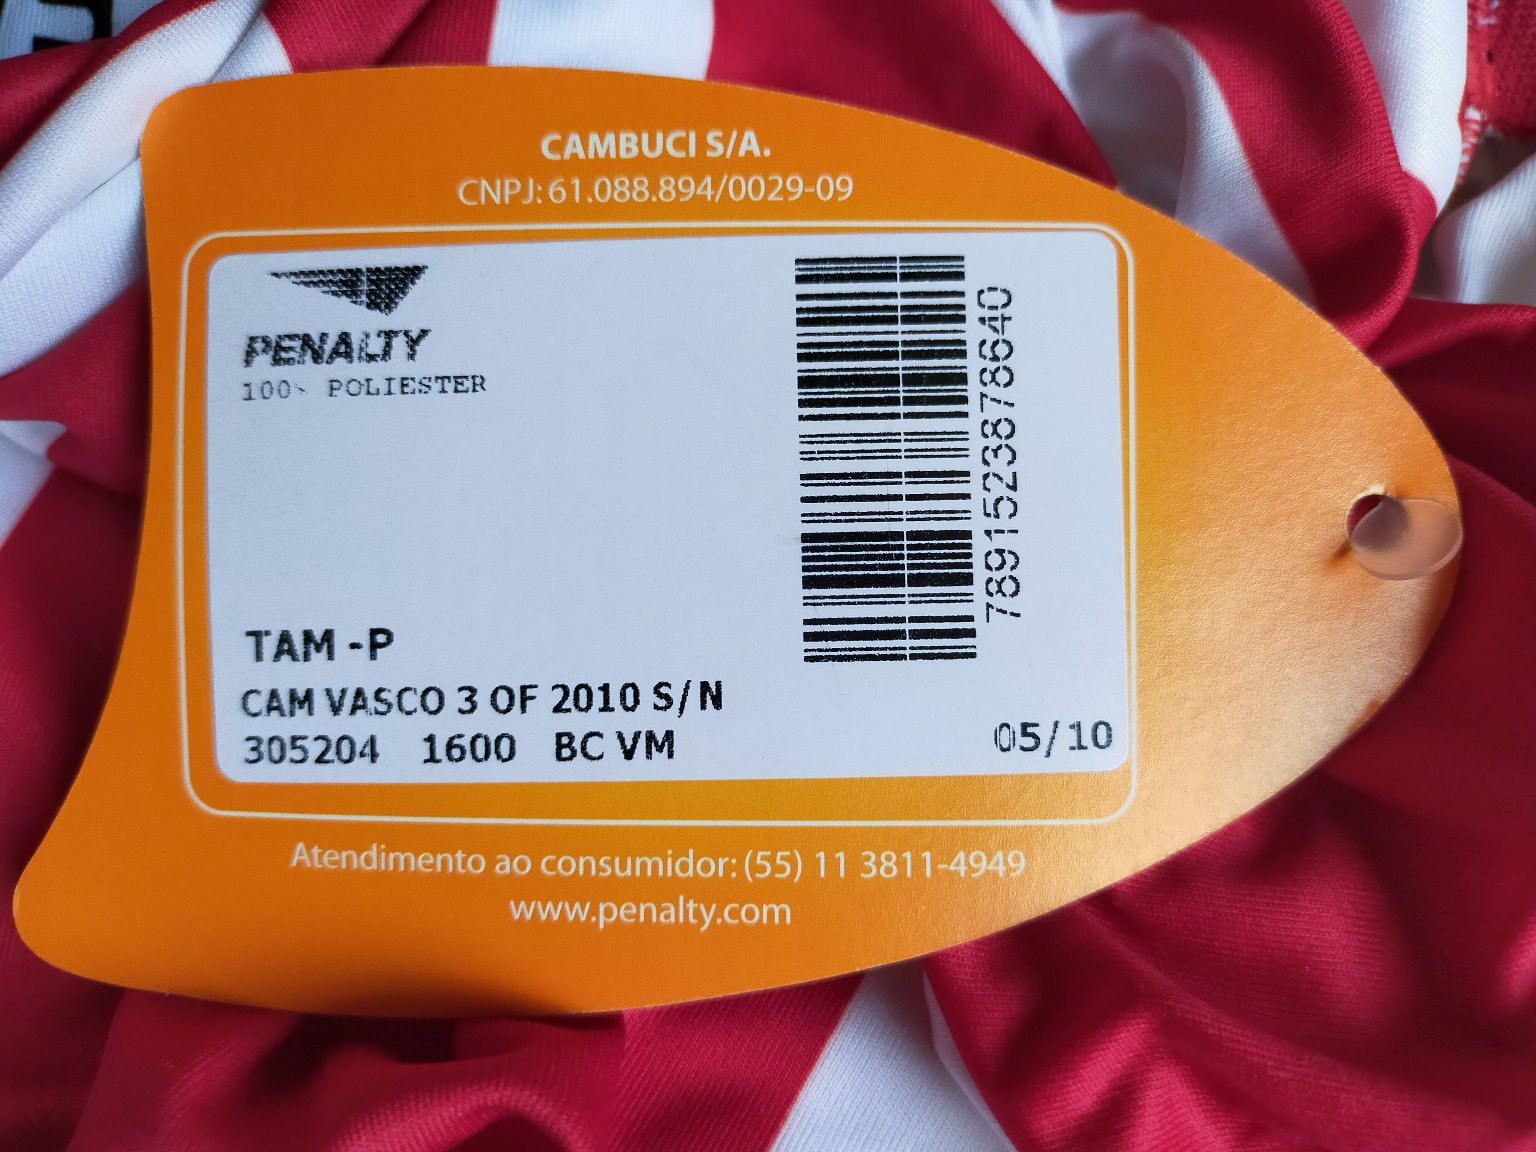 CAMBUCI S/A.
CNPJ: 61.088.894/0029-09
PENALTY
100% POLIESTER
7891523878640
TAM -P
CAM VASCO 3 OF 2010 S/N
305204 1600 BC VM
05/10
Atendimento ao consumidor: (55) 11 3811-4949
www.penalty.com